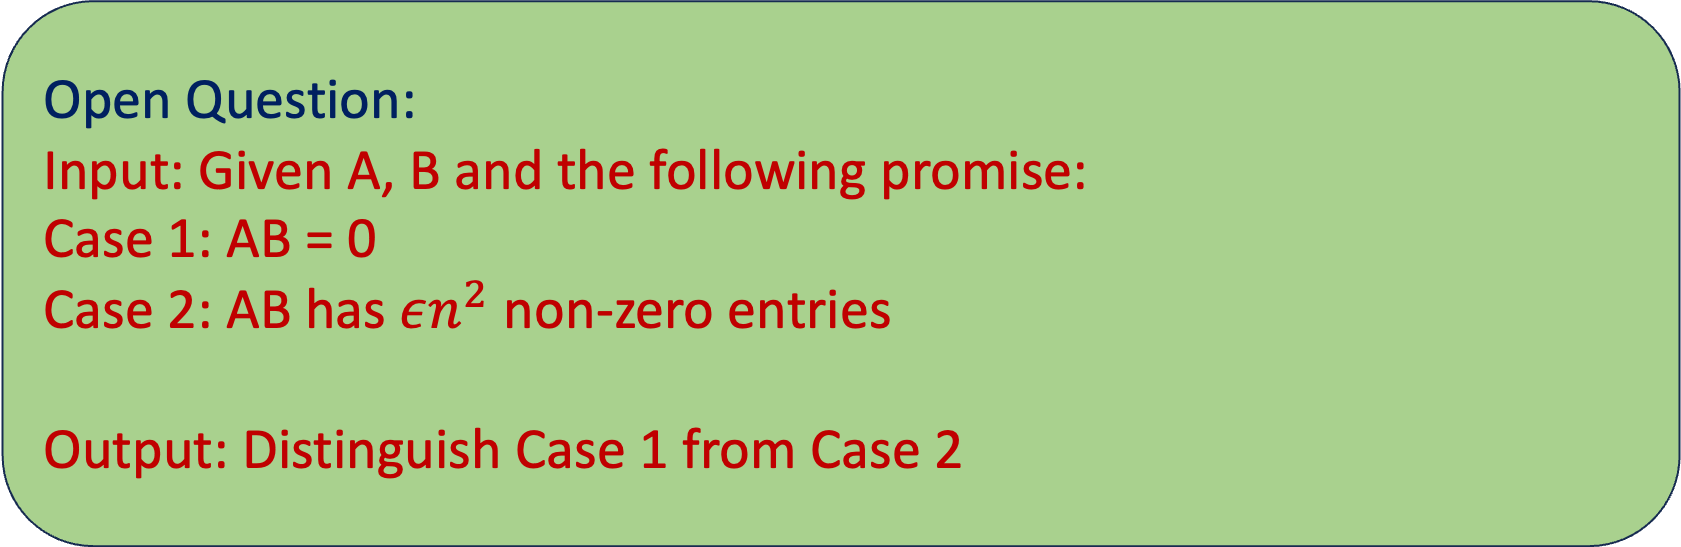 Open Question:
Input: Given A, B and the following promise:
Case 1: AB = 0
Case 2: AB has ϵn² non-zero entries
Output: Distinguish Case 1 from Case 2